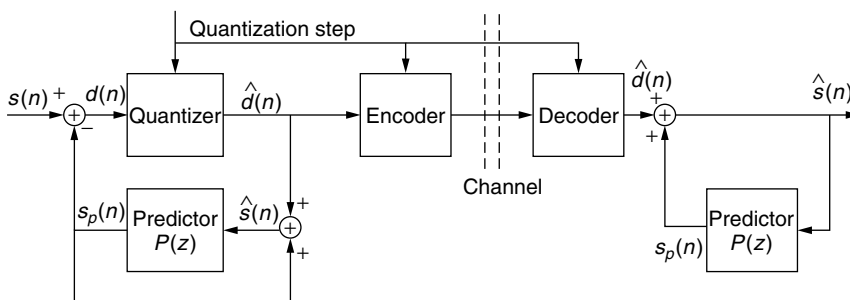 Quantization step
s(n)
+
d(n)
−
Quantizer
d̂(n)
Encoder
Channel
Decoder
d̂(n)
+
+
ŝ(n)
s_p(n)
Predictor
P(z)
ŝ(n)
+
+
+
s_p(n)
Predictor
P(z)